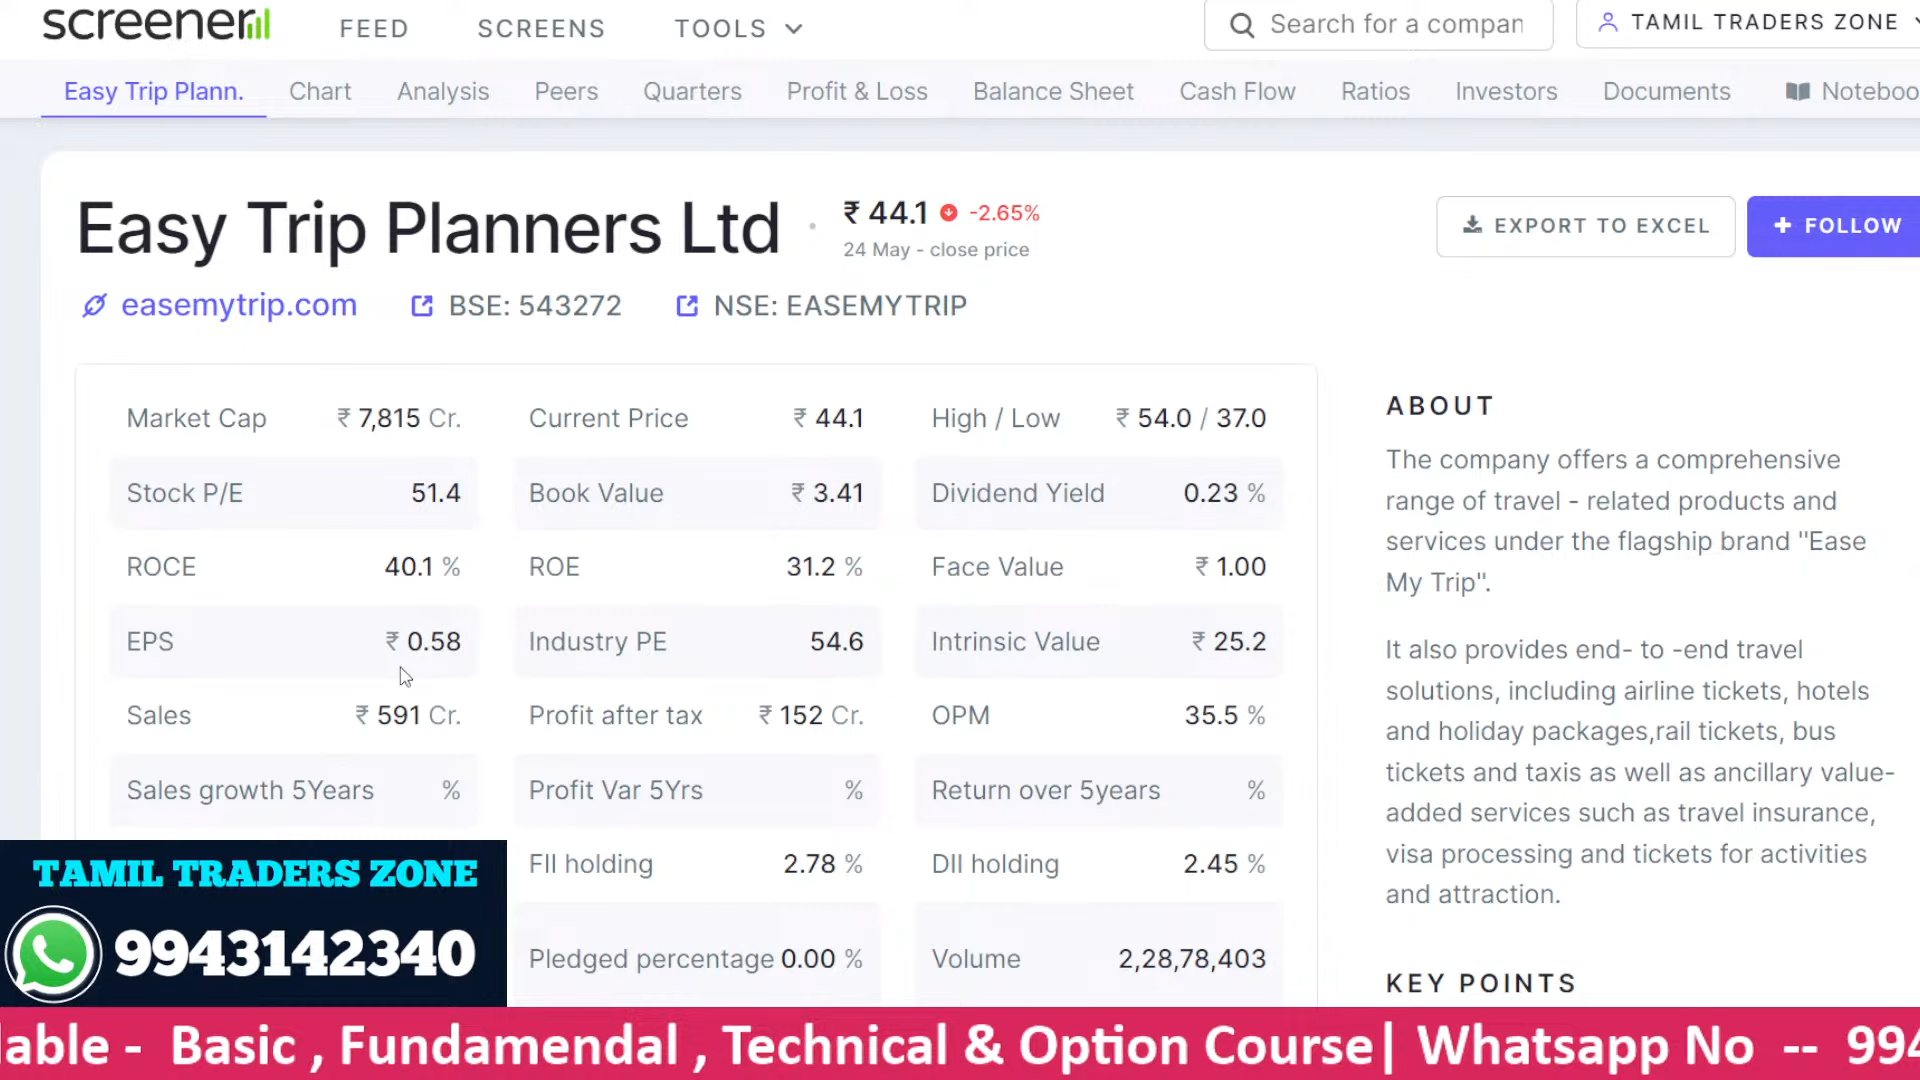 screener
FEED
SCREENS
TOOLS
Search for a compan
TAMIL TRADERS ZONE
Easy Trip Plann.
Chart
Analysis
Peers
Quarters
Profit & Loss
Balance Sheet
Cash Flow
Ratios
Investors
Documents
Noteboo
Easy Trip Planners Ltd
₹ 44.1 -2.65%
24 May - close price
EXPORT TO EXCEL
+ FOLLOW
easemytrip.com
BSE: 543272
NSE: EASEMYTRIP
Market Cap ₹ 7,815 Cr.
Current Price ₹ 44.1
High / Low ₹ 54.0 / 37.0
Stock P/E 51.4
Book Value ₹ 3.41
Dividend Yield 0.23 %
ROCE 40.1 %
ROE 31.2 %
Face Value ₹ 1.00
EPS ₹ 0.58
Industry PE 54.6
Intrinsic Value ₹ 25.2
Sales ₹ 591 Cr.
Profit after tax ₹ 152 Cr.
OPM 35.5 %
Sales growth 5Years %
Profit Var 5Yrs %
Return over 5years %
FII holding 2.78 %
DII holding 2.45 %
Pledged percentage 0.00 %
Volume 2,28,78,403
ABOUT
The company offers a comprehensive
range of travel - related products and
services under the flagship brand "Ease
My Trip".
It also provides end- to -end travel
solutions, including airline tickets, hotels
and holiday packages,rail tickets, bus
tickets and taxis as well as ancillary value-
added services such as travel insurance,
visa processing and tickets for activities
and attraction.
KEY POINTS
TAMIL TRADERS ZONE
9943142340
lable - Basic , Fundamendal , Technical & Option Course| Whatsapp No -- 994